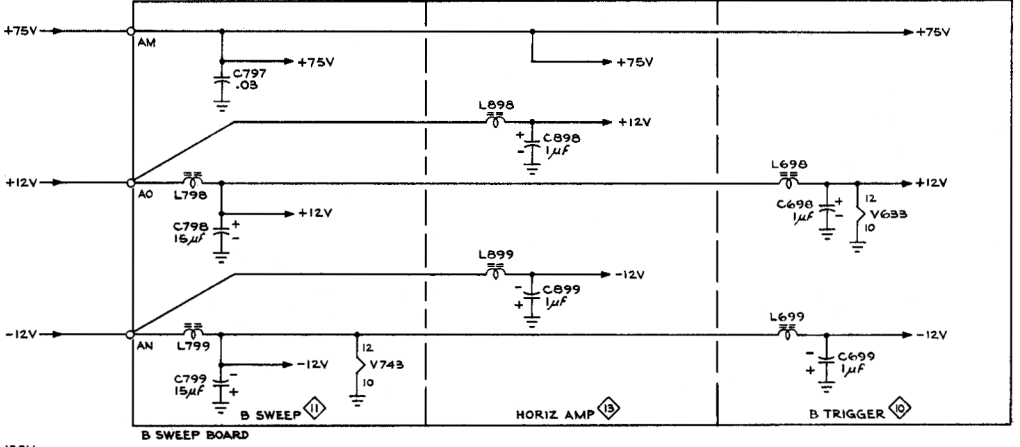 +75V
AM
+75V
C797
.03
+75V
+75V
L898
+12V
C898
1µF
+
-
+12V
AO
L798
+12V
C798
15µF
+
-
L698
+12V
C698
1µF
+
-
12
V633
10
L899
-12V
C899
1µF
-
+
-12V
AN
L799
-12V
C799
15µF
-
+
12
V743
10
L699
-12V
C699
1µF
-
+
B SWEEP 11
HORIZ AMP 13
B TRIGGER 10
B SWEEP BOARD